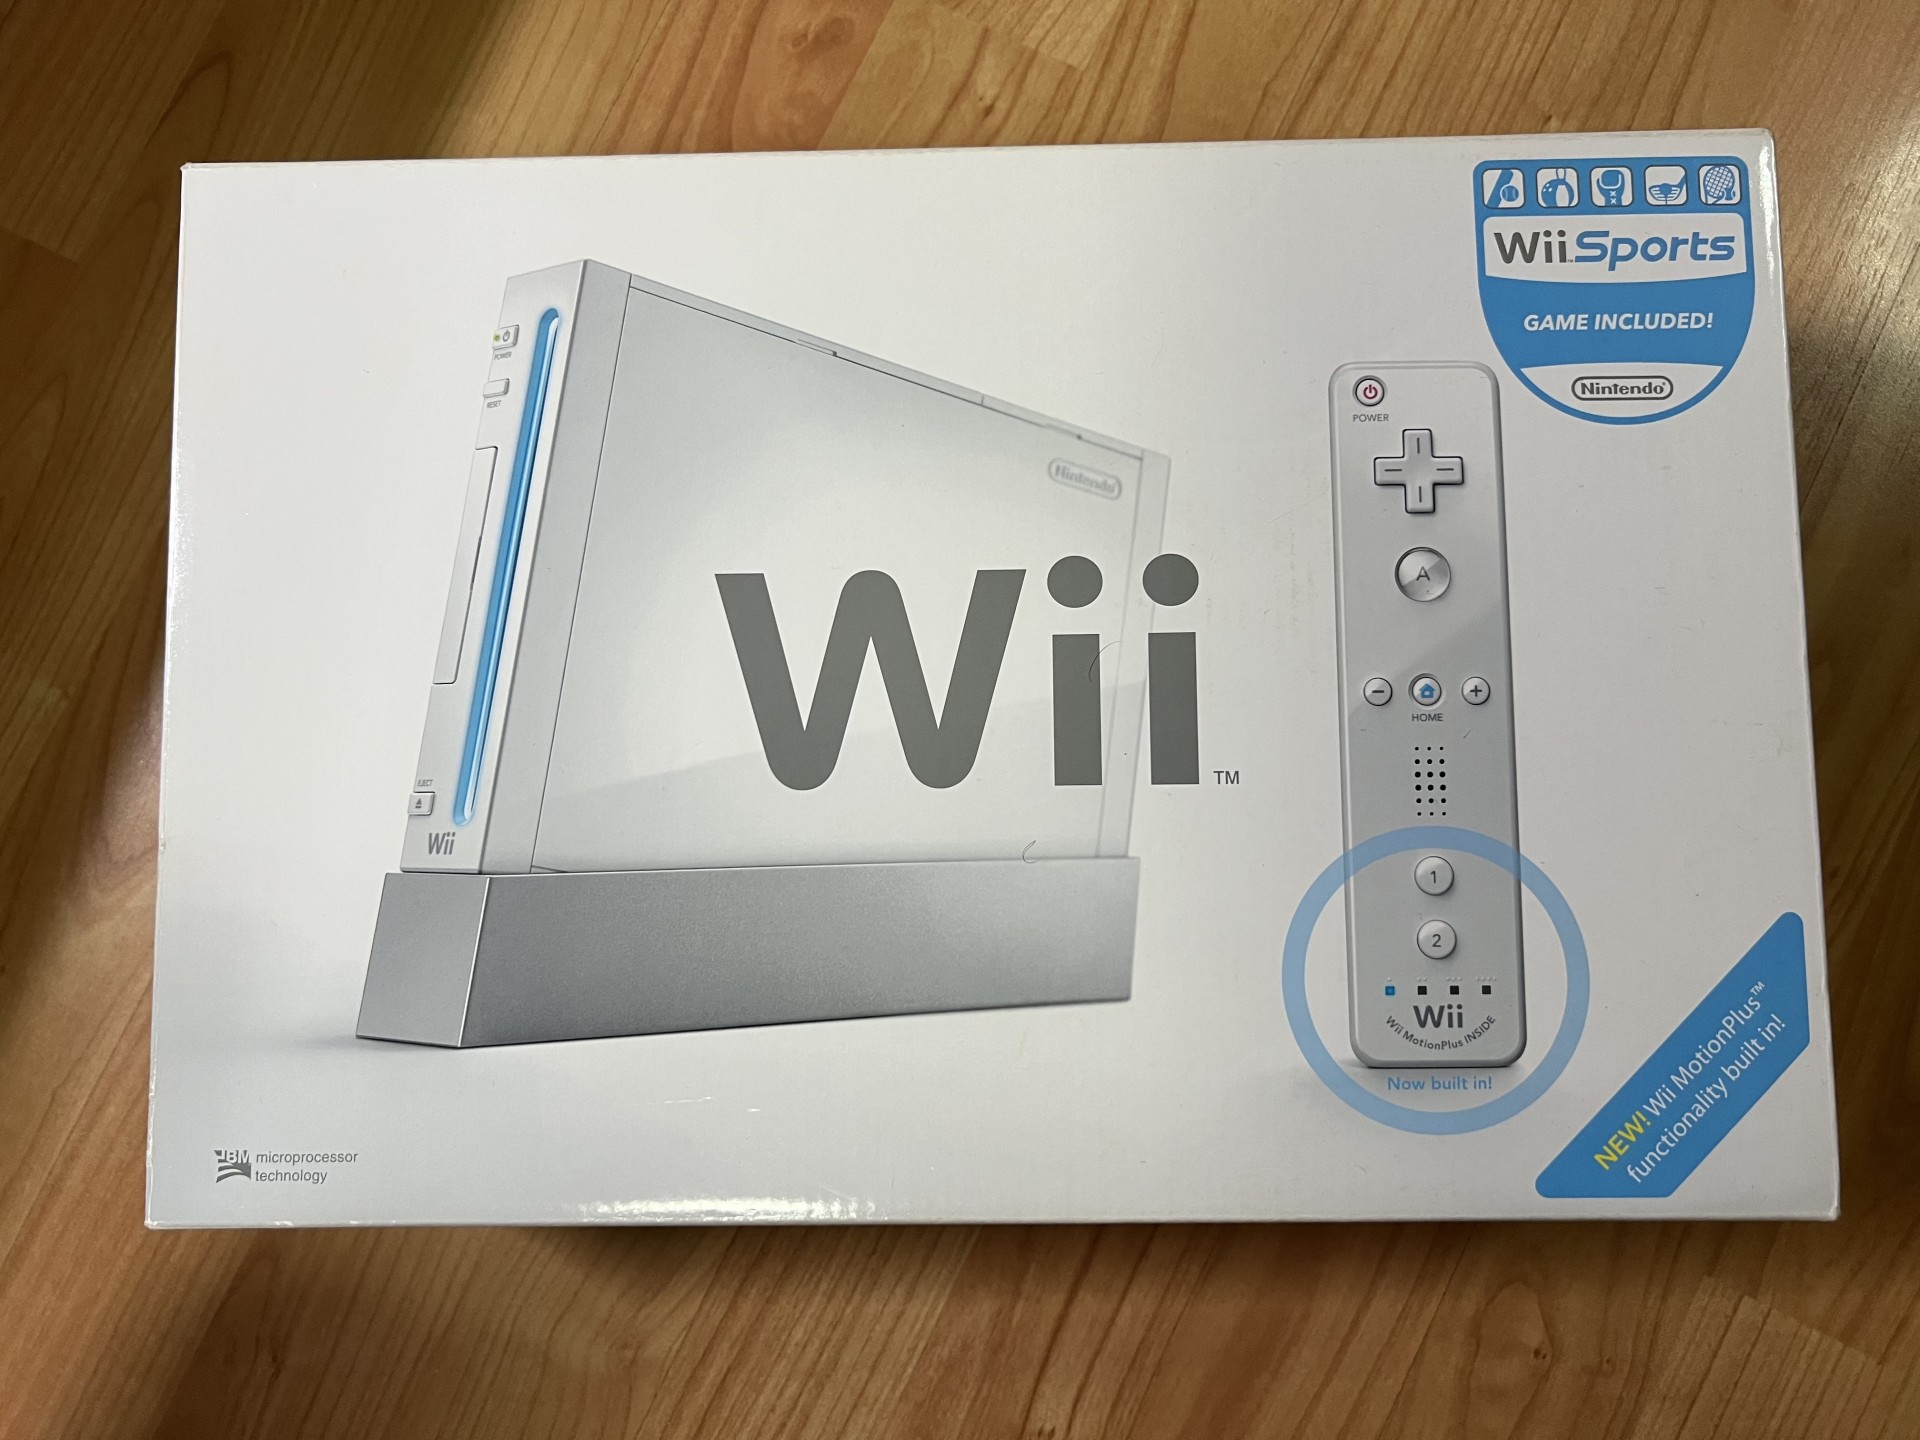 Wii Sports
GAME INCLUDED!
Nintendo
POWER
RESET
Nintendo
EJECT
Wii
Wii TM
POWER
A
HOME
1
2
Wii
Wii MotionPlus INSIDE
Now built in!
NEW! Wii MotionPlus™
functionality built in!
IBM microprocessor
technology